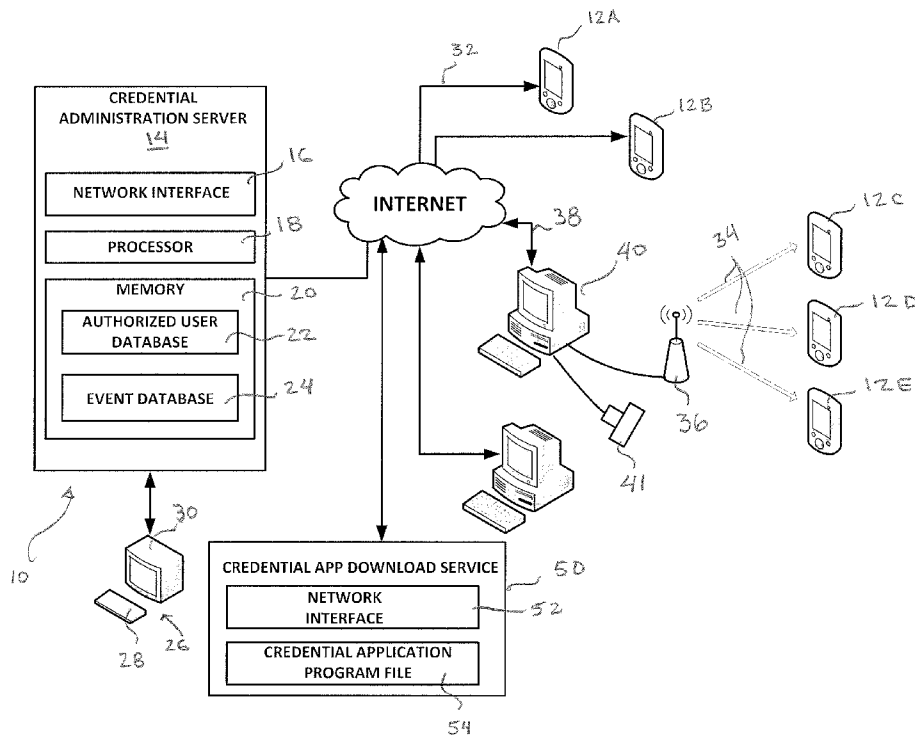 12A
32
CREDENTIAL
ADMINISTRATION SERVER
14
12B
NETWORK INTERFACE
16
INTERNET
38
12C
PROCESSOR
18
40
34
MEMORY
20
12D
AUTHORIZED USER
DATABASE
22
EVENT DATABASE
24
36
12E
41
10
30
28
26
CREDENTIAL APP DOWNLOAD SERVICE
50
NETWORK
INTERFACE
52
CREDENTIAL APPLICATION
PROGRAM FILE
54